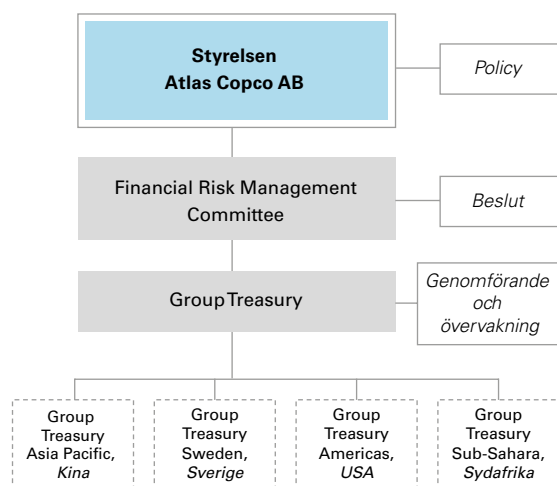 Styrelsen
Atlas Copco AB
Policy
Financial Risk Management
Committee
Beslut
Group Treasury
Genomförande
och
övervakning
Group
Treasury
Asia Pacific,
Kina
Group
Treasury
Sweden,
Sverige
Group
Treasury
Americas,
USA
Group
Treasury
Sub-Sahara,
Sydafrika